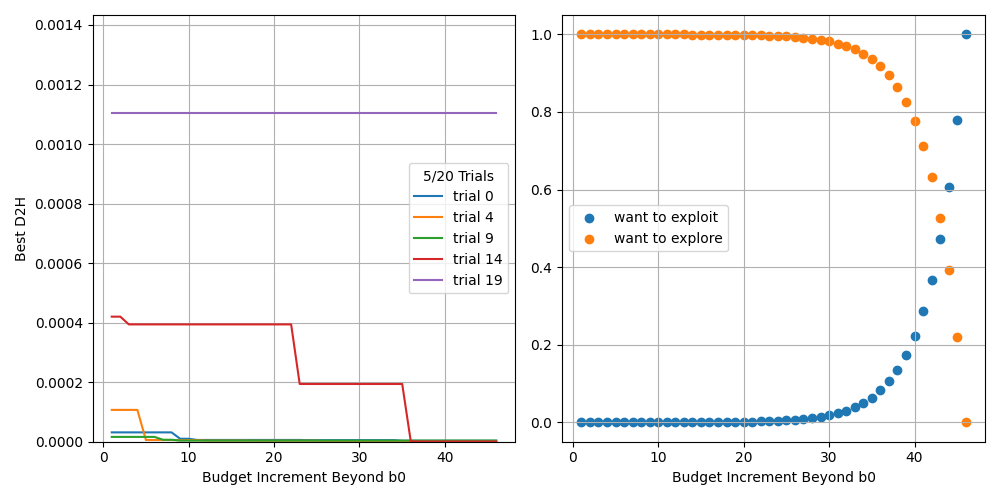 0.0014
0.0012
0.0010
0.0008
0.0006
0.0004
0.0002
0.0000
Best D2H
0
10
20
30
40
Budget Increment Beyond b0
5/20 Trials
trial 0
trial 4
trial 9
trial 14
trial 19
1.0
0.8
0.6
0.4
0.2
0.0
0
10
20
30
40
Budget Increment Beyond b0
want to exploit
want to explore